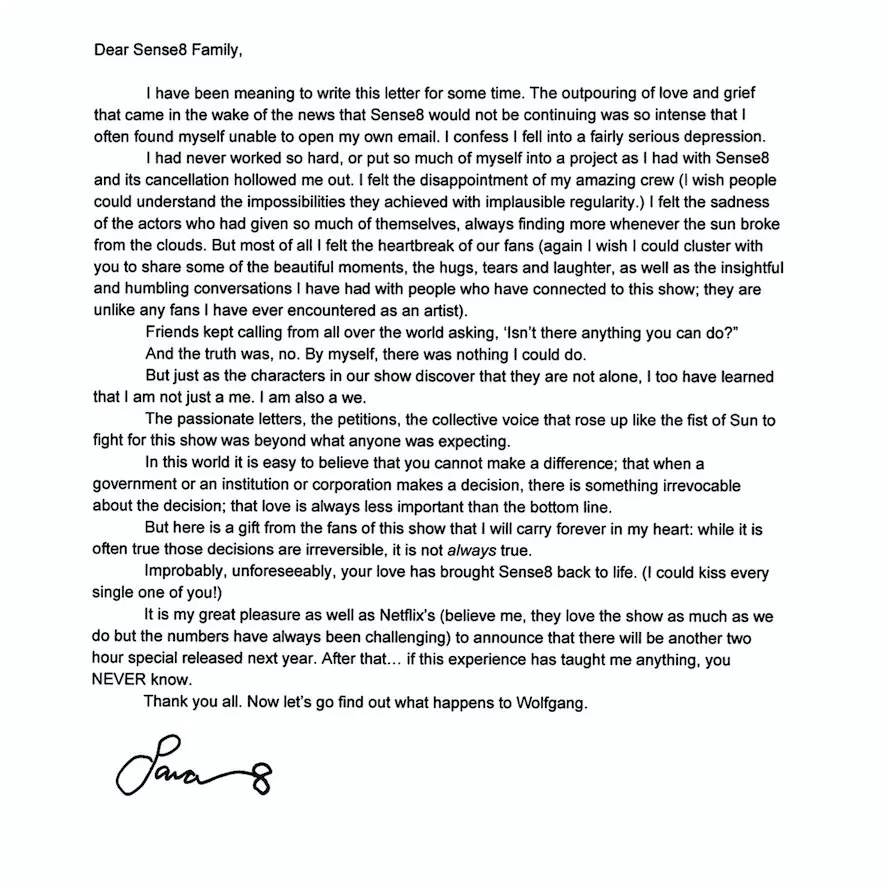 Dear Sense8 Family,
I have been meaning to write this letter for some time. The outpouring of love and grief
that came in the wake of the news that Sense8 would not be continuing was so intense that I
often found myself unable to open my own email. I confess I fell into a fairly serious depression.
I had never worked so hard, or put so much of myself into a project as I had with Sense8
and its cancellation hollowed me out. I felt the disappointment of my amazing crew (I wish people
could understand the impossibilities they achieved with implausible regularity.) I felt the sadness
of the actors who had given so much of themselves, always finding more whenever the sun broke
from the clouds. But most of all I felt the heartbreak of our fans (again I wish I could cluster with
you to share some of the beautiful moments, the hugs, tears and laughter, as well as the insightful
and humbling conversations I have had with people who have connected to this show; they are
unlike any fans I have ever encountered as an artist).
Friends kept calling from all over the world asking, ‘Isn’t there anything you can do?”
And the truth was, no. By myself, there was nothing I could do.
But just as the characters in our show discover that they are not alone, I too have learned
that I am not just a me. I am also a we.
The passionate letters, the petitions, the collective voice that rose up like the fist of Sun to
fight for this show was beyond what anyone was expecting.
In this world it is easy to believe that you cannot make a difference; that when a
government or an institution or corporation makes a decision, there is something irrevocable
about the decision; that love is always less important than the bottom line.
But here is a gift from the fans of this show that I will carry forever in my heart: while it is
often true those decisions are irreversible, it is not always true.
Improbably, unforeseeably, your love has brought Sense8 back to life. (I could kiss every
single one of you!)
It is my great pleasure as well as Netflix’s (believe me, they love the show as much as we
do but the numbers have always been challenging) to announce that there will be another two
hour special released next year. After that… if this experience has taught me anything, you
NEVER know.
Thank you all. Now let’s go find out what happens to Wolfgang.
Lana 8